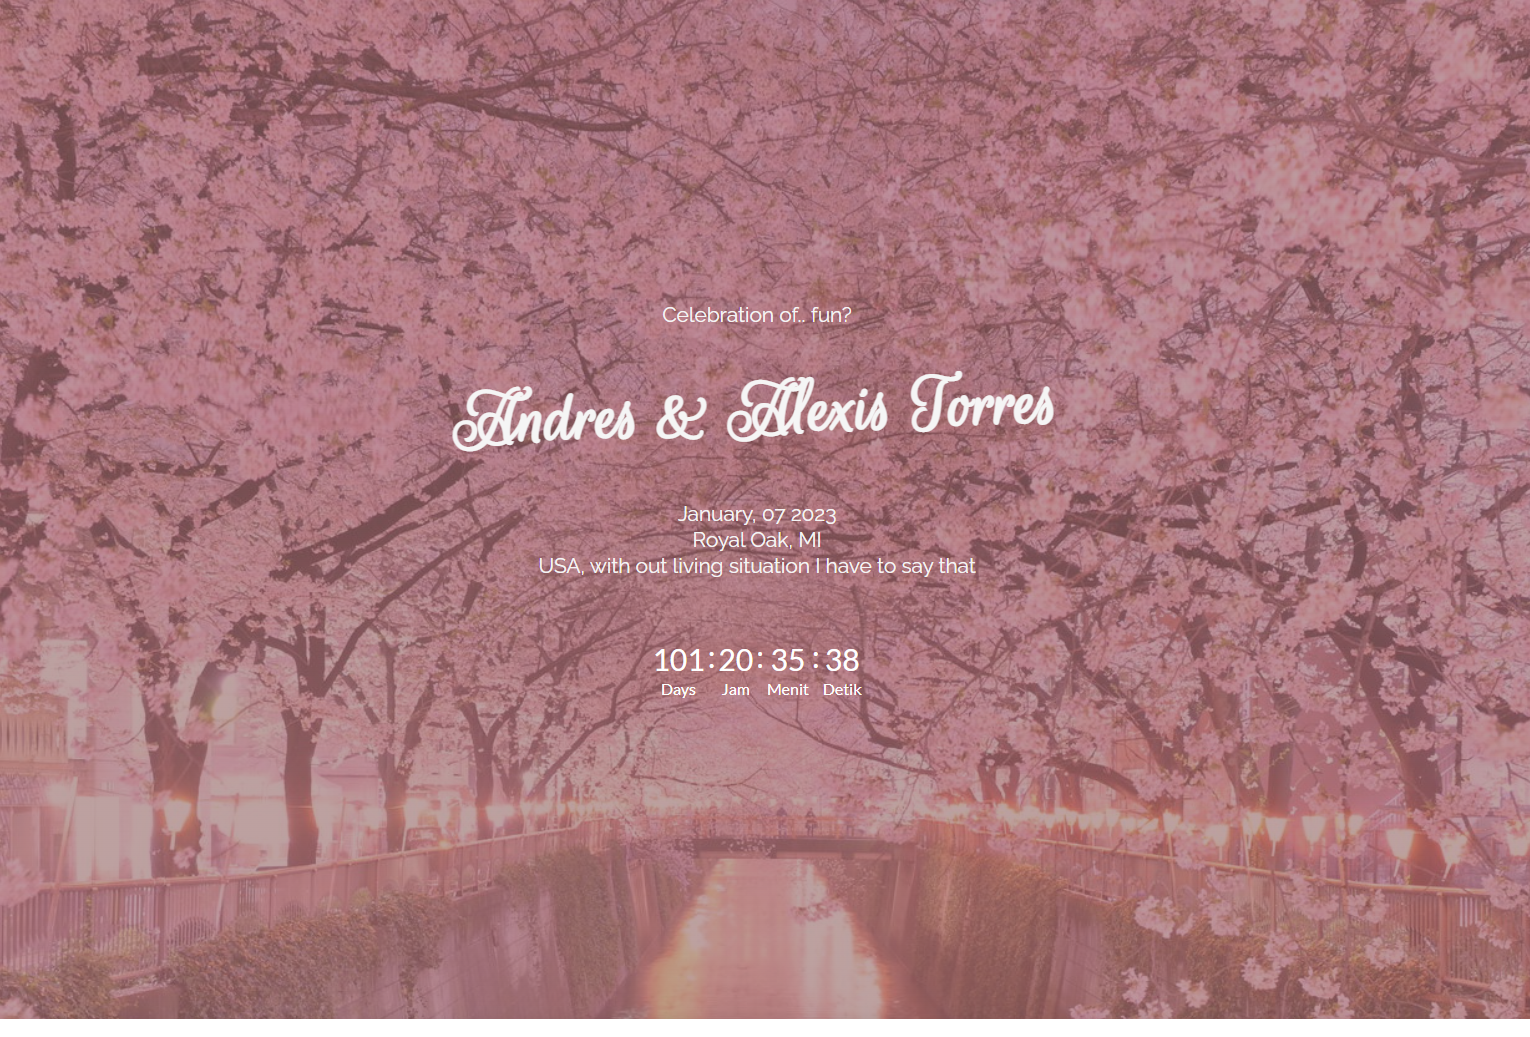 Celebration of.. fun?
Andres & Alexis Torres
January, 07 2023
Royal Oak, MI
USA, with out living situation I have to say that
101 : 20 : 35 : 38
Days Jam Menit Detik